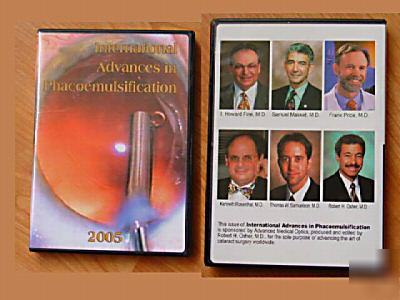 International
Advances in
Phacoemulsification
2005
I. Howard Fine, M.D.
Samuel Masket, M.D.
Frank Price, M.D.
Kenneth Rosenthal, M.D.
Thomas W. Samuelson, M.D.
Robert H. Osher, M.D.
This issue of International Advances in Phacoemulsification
is sponsored by Advanced Medical Optics, produced and edited by
Robert H. Osher, M.D., for the sole purpose of advancing the art of
cataract surgery worldwide.